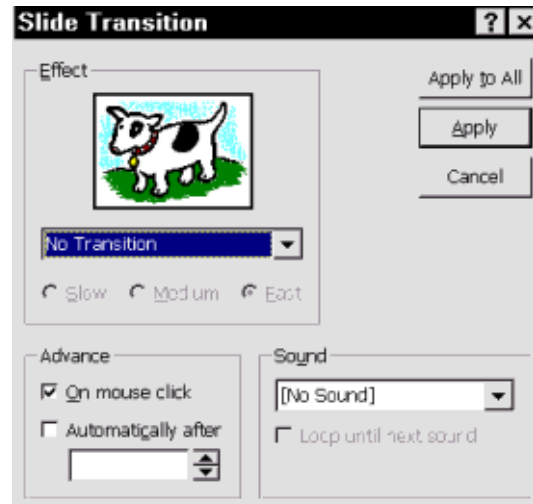 Slide Transition
Effect
Apply to All
Apply
Cancel
No Transition
Slow Medium Fast
Advance
On mouse click
Automatically after
Sound
[No Sound]
Loop until next sound